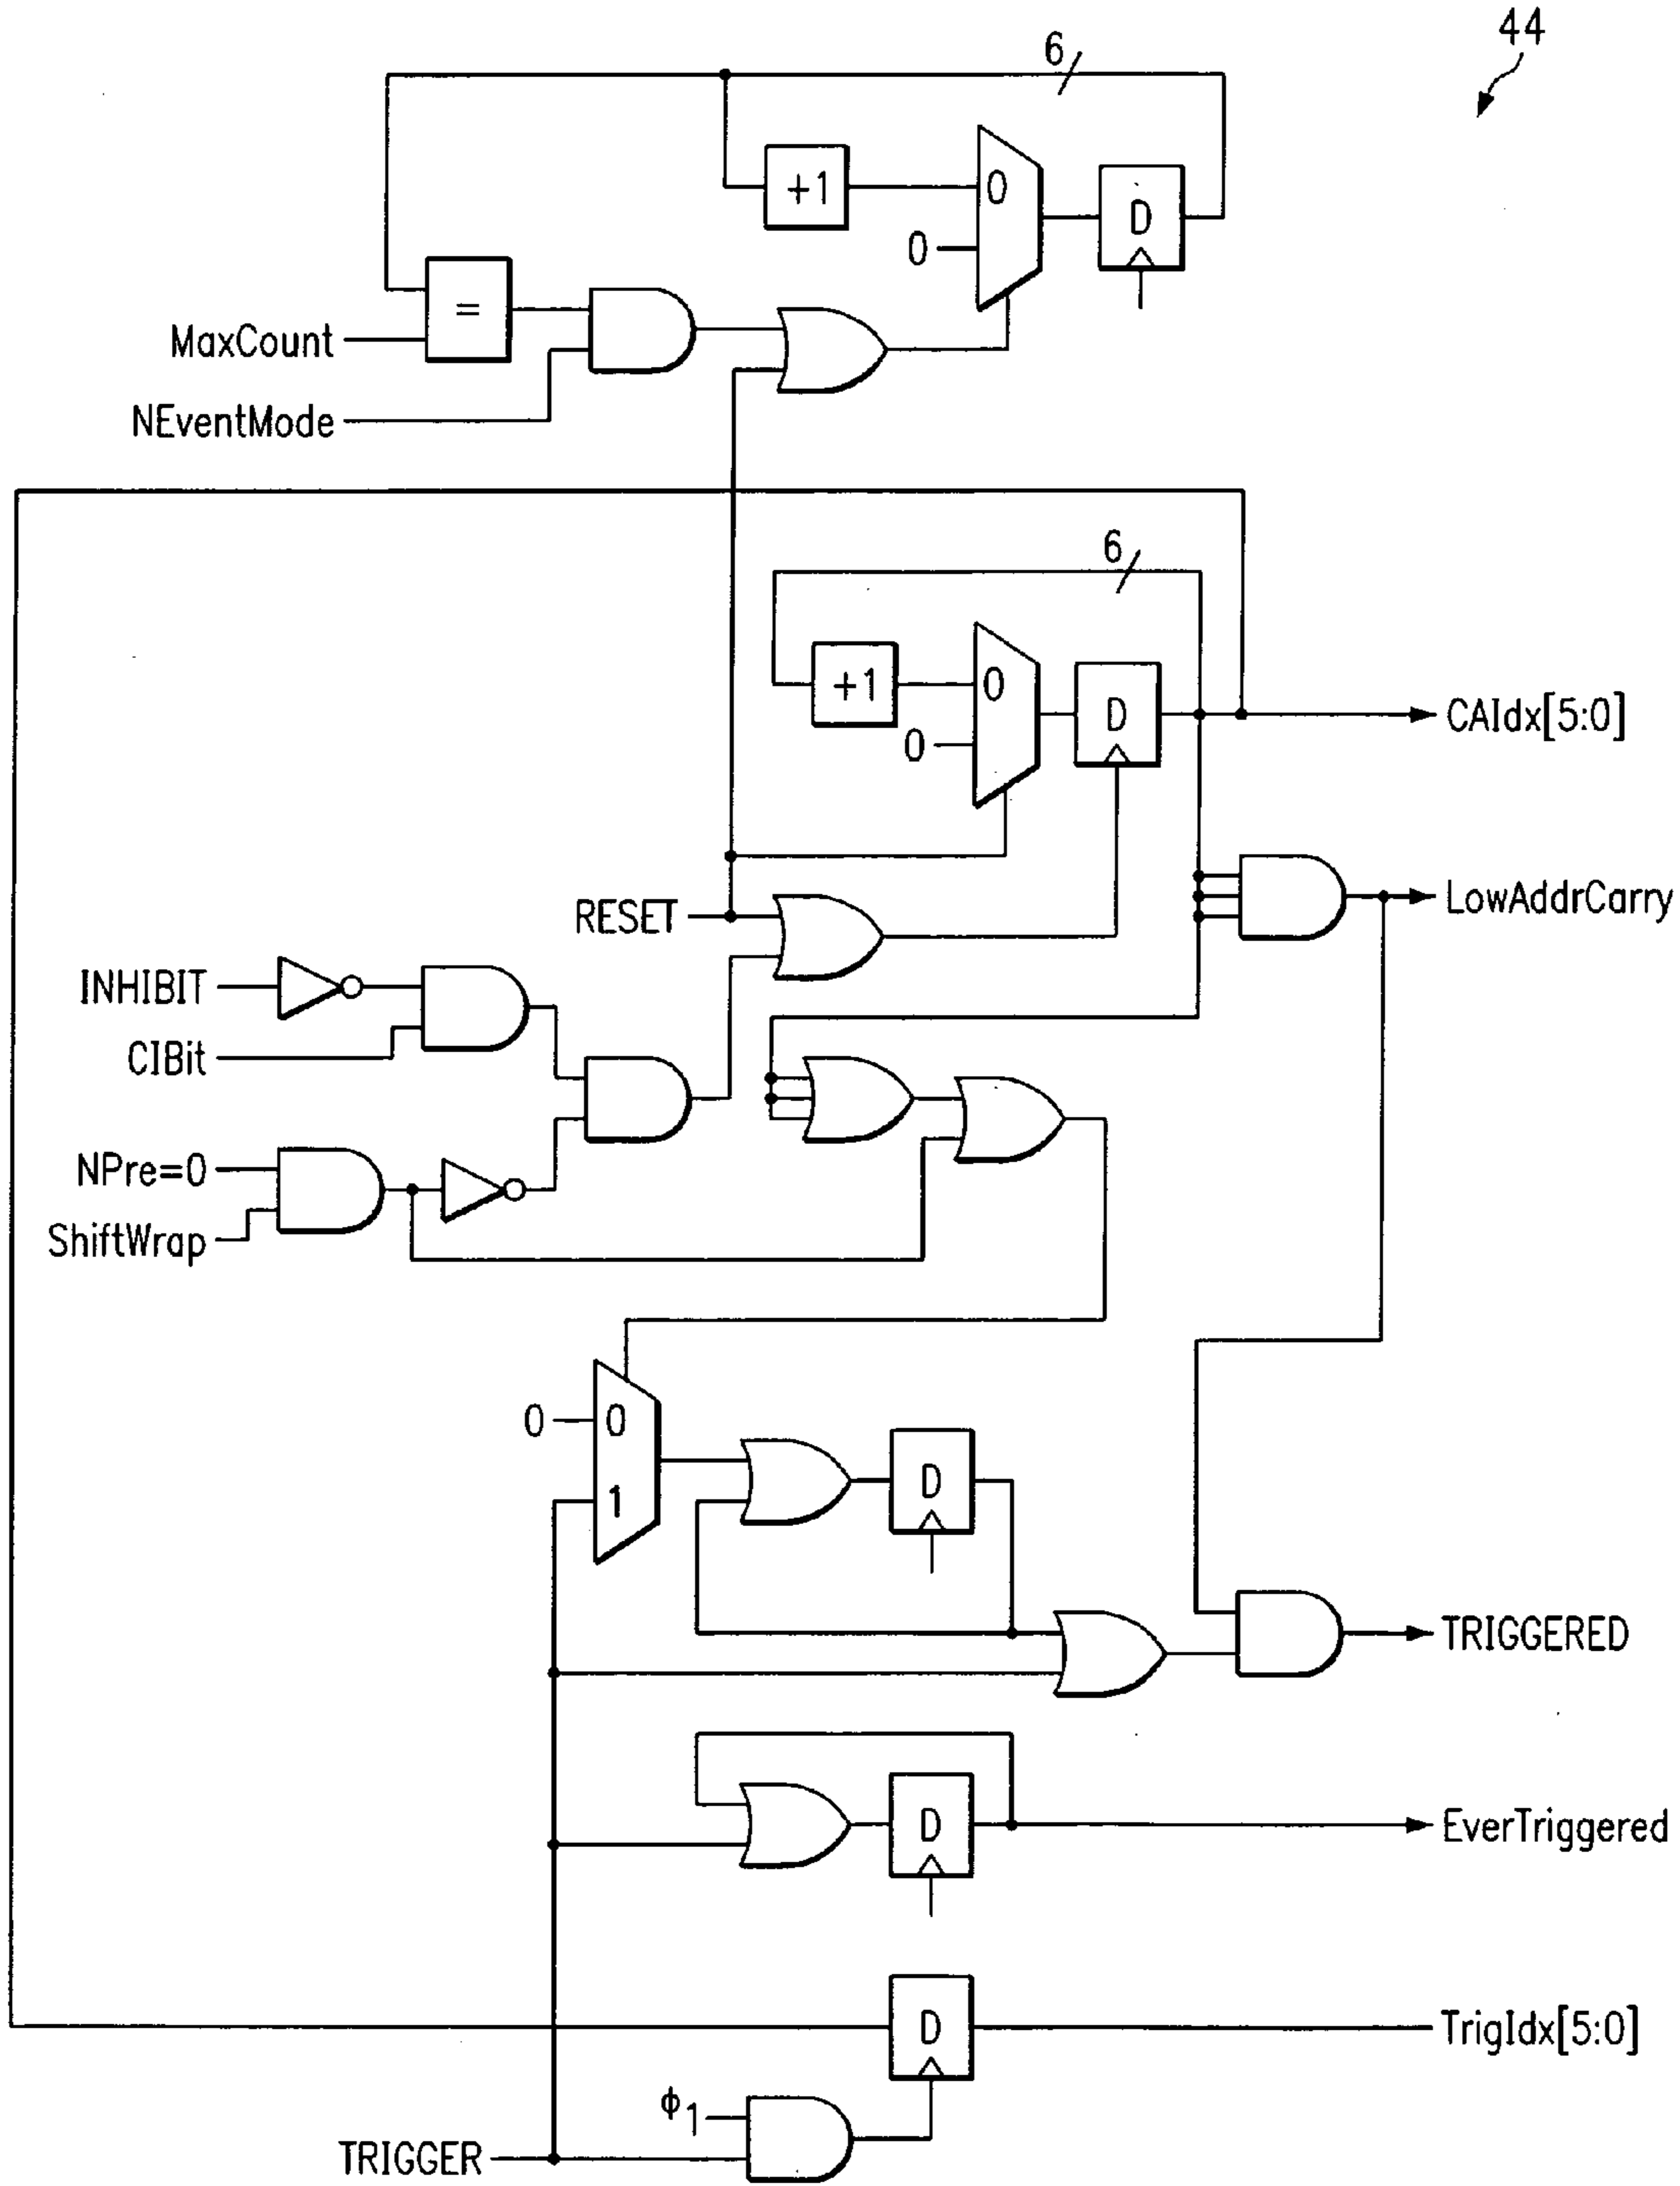 44
6
+1
0
0
D
=
MaxCount
NEventMode
6
+1
0
0
D
CAIdx[5:0]
LowAddrCarry
RESET
INHIBIT
CIBit
NPre=0
ShiftWrap
0
0
1
D
TRIGGERED
D
EverTriggered
D
TrigIdx[5:0]
ϕ1
TRIGGER